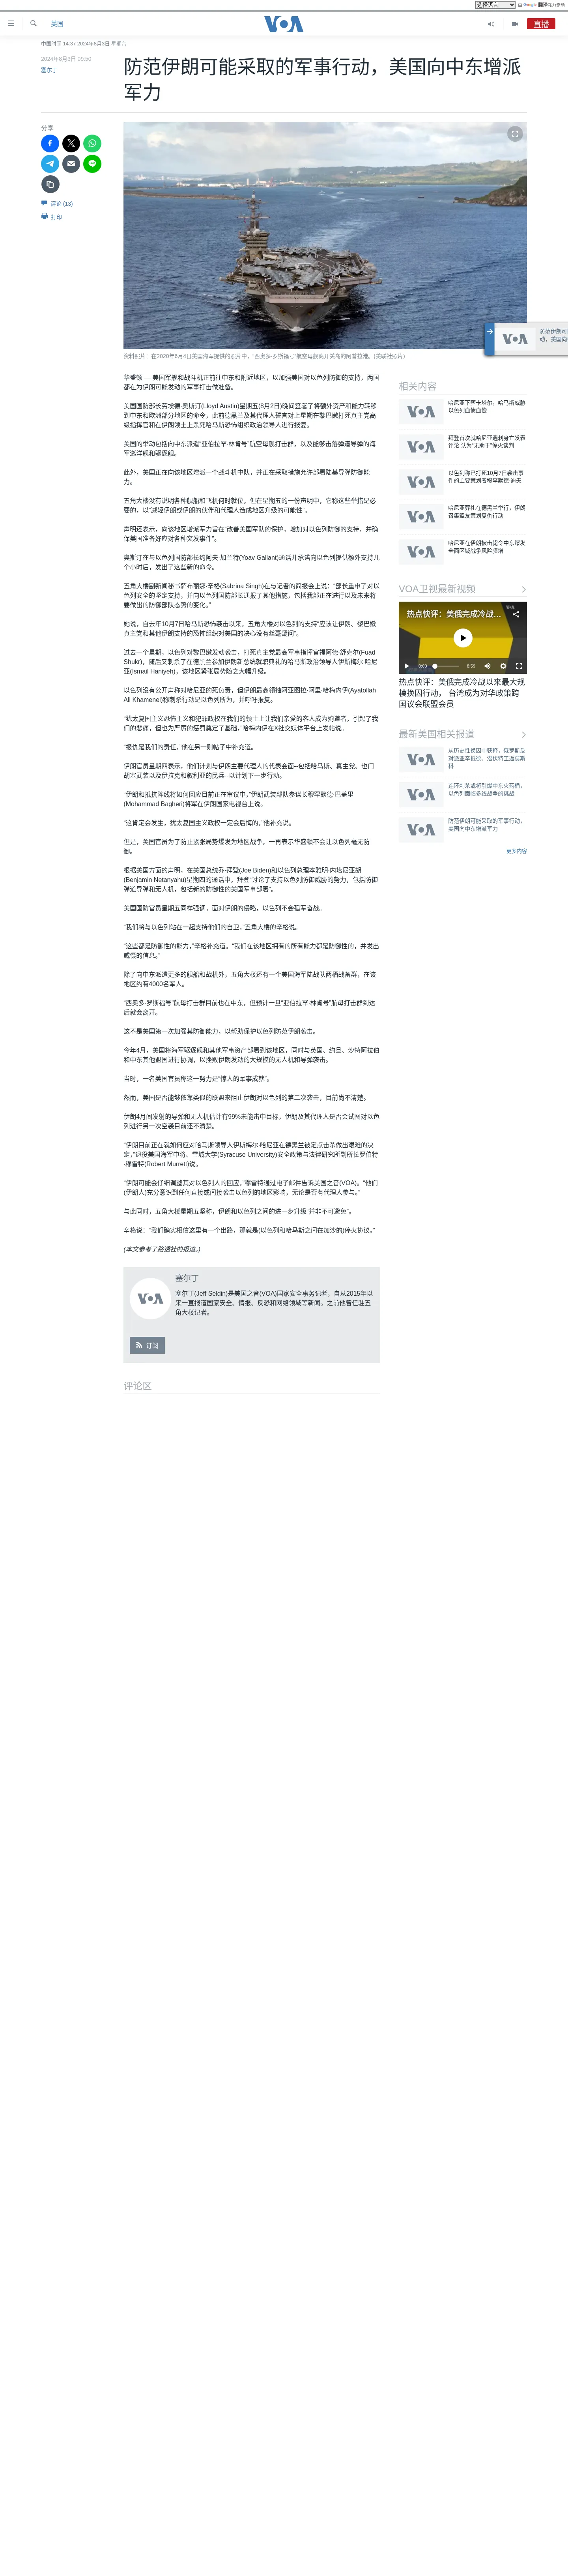 选择语言
由 Google 翻译强力驱动
美国
VOA
直播
中国时间 14:37 2024年8月3日 星期六
2024年8月3日 05:50
塞尔丁
防范伊朗可能采取的军事行动，美国向中东增派
军力
分享
评论 (13)
打印
资料照片：在2020年6月4日美国海军提供的照片中，“西奥多·罗斯福号”航空母舰离开关岛的阿普拉港。(美联社照片)
防范伊朗可
动，美国向
VOA
华盛顿 — 美国军舰和战斗机正前往中东和附近地区，以加强美国对以色列防御的支持，两国
都在为伊朗可能发动的军事打击做准备。
美国国防部长劳埃德·奥斯汀(Lloyd Austin)星期五(8月2日)晚间签署了将额外资产和能力转移
到中东和欧洲部分地区的命令，此前德黑兰及其代理人誓言对上星期在黎巴嫩打死真主党高
级指挥官和在伊朗领土上杀死哈马斯恐怖组织政治领导人进行报复。
美国的举动包括向中东派遣“亚伯拉罕·林肯号”航空母舰打击群，以及能够击落弹道导弹的海
军巡洋舰和驱逐舰。
此外，美国正在向该地区增派一个战斗机中队，并正在采取措施允许部署陆基导弹防御能
力。
五角大楼没有说明各种舰船和飞机何时就位，但在星期五的一份声明中，它称这些举措是必
要的，以“减轻伊朗或伊朗的伙伴和代理人造成地区升级的可能性”。
声明还表示，向该地区增派军力旨在“改善美国军队的保护，增加对以色列防御的支持，并确
保美国准备好应对各种突发事件”。
奥斯汀在与以色列国防部长约阿夫·加兰特(Yoav Gallant)通话并承诺向以色列提供额外支持几
个小时后，发出了这些新的命令。
五角大楼副新闻秘书萨布丽娜·辛格(Sabrina Singh)在与记者的简报会上说：“部长重申了对以
色列安全的坚定支持，并向以色列国防部长通报了其他措施，包括我部正在进行以及未来将
要做出的防御部队态势的变化。”
她说，自去年10月7日哈马斯恐怖袭击以来，五角大楼对以色列的支持“应该让伊朗、黎巴嫩
真主党和其他伊朗支持的恐怖组织对美国的决心没有丝毫疑问”。
过去一个星期，以色列对黎巴嫩发动袭击，打死真主党最高军事指挥官福阿德·舒克尔(Fuad
Shukr)，随后又刺杀了在德黑兰参加伊朗新总统就职典礼的哈马斯政治领导人伊斯梅尔·哈尼
亚(Ismail Haniyeh)，该地区紧张局势随之大幅升级。
以色列没有公开声称对哈尼亚的死负责，但伊朗最高领袖阿亚图拉·阿里·哈梅内伊(Ayatollah
Ali Khamenei)称刺杀行动是以色列所为，并呼吁报复。
“犹太复国主义恐怖主义和犯罪政权在我们的领土上让我们亲爱的客人成为殉道者，引起了我
们的悲痛，但也为严厉的惩罚奠定了基础，”哈梅内伊在X社交媒体平台上发帖说。
“报仇是我们的责任，”他在另一则帖子中补充道。
伊朗官员星期四表示，他们计划与伊朗主要代理人的代表会面--包括哈马斯、真主党、也门
胡塞武装以及伊拉克和叙利亚的民兵--以计划下一步行动。
“伊朗和抵抗阵线将如何回应目前正在审议中，”伊朗武装部队参谋长穆罕默德·巴盖里
(Mohammad Bagheri)将军在伊朗国家电视台上说。
“这肯定会发生，犹太复国主义政权一定会后悔的，”他补充说。
但是，美国官员为了防止紧张局势爆发为地区战争，一再表示华盛顿不会让以色列毫无防
御。
根据美国方面的声明，在美国总统乔·拜登(Joe Biden)和以色列总理本雅明·内塔尼亚胡
(Benjamin Netanyahu)星期四的通话中，拜登“讨论了支持以色列防御威胁的努力，包括防御
弹道导弹和无人机，包括新的防御性的美国军事部署”。
美国国防官员星期五同样强调，面对伊朗的侵略，以色列不会孤军奋战。
“我们将与以色列站在一起支持他们的自卫，”五角大楼的辛格说。
“这些都是防御性的能力，”辛格补充道。“我们在该地区拥有的所有能力都是防御性的，并发出
威慑的信息。”
除了向中东派遣更多的舰船和战机外，五角大楼还有一个美国海军陆战队两栖战备群，在该
地区约有4000名军人。
“西奥多·罗斯福号”航母打击群目前也在中东，但预计一旦“亚伯拉罕·林肯号”航母打击群到达
后就会离开。
这不是美国第一次加强其防御能力，以帮助保护以色列防范伊朗袭击。
今年4月，美国将海军驱逐舰和其他军事资产部署到该地区，同时与英国、约旦、沙特阿拉伯
和中东其他盟国进行协调，以挫败伊朗发动的大规模的无人机和导弹袭击。
当时，一名美国官员称这一努力是“惊人的军事成就”。
然而，美国是否能够依靠类似的联盟来阻止伊朗对以色列的第二次袭击，目前尚不清楚。
伊朗4月间发射的导弹和无人机估计有99%未能击中目标，伊朗及其代理人是否会试图对以色
列进行另一次空袭目前还不清楚。
“伊朗目前正在就如何应对哈马斯领导人伊斯梅尔·哈尼亚在德黑兰被定点击杀做出艰难的决
定，”退役美国海军中将、雪城大学(Syracuse University)安全政策与法律研究所副所长罗伯特
·穆雷特(Robert Murrett)说。
“伊朗可能会仔细调整其对以色列人的回应，”穆雷特通过电子邮件告诉美国之音(VOA)。“他们
(伊朗人)充分意识到任何直接或间接袭击以色列的地区影响，无论是否有代理人参与。”
与此同时，五角大楼星期五坚称，伊朗和以色列之间的进一步升级“并非不可避免”。
辛格说：“我们确实相信这里有一个出路，那就是(以色列和哈马斯之间在加沙的)停火协议。”
(本文参考了路透社的报道。)
VOA
塞尔丁
塞尔丁(Jeff Seldin)是美国之音(VOA)国家安全事务记者，自从2015年以
来一直报道国家安全、情报、反恐和网络领域等新闻。之前他曾任驻五
角大楼记者。
订阅
评论区
相关内容
VOA
哈尼亚下葬卡塔尔，哈马斯威胁
以色列血债血偿
VOA
拜登首次就哈尼亚遇刺身亡发表
评论 认为“无助于”停火谈判
VOA
以色列称已打死10月7日袭击事
件的主要策划者穆罕默德·迪夫
VOA
哈尼亚葬礼在德黑兰举行，伊朗
召集盟友策划复仇行动
VOA
哈尼亚在伊朗被击毙令中东爆发
全面区域战争风险骤增
VOA卫视最新视频
热点快评：美俄完成冷战...
0:00
热点快评：美俄完成冷战以来最大规
模换囚行动， 台湾成为对华政策跨
国议会联盟会员
最新美国相关报道
VOA
从历史性换囚中获释，俄罗斯反
对派亚辛抵德、潜伏特工返莫斯
科
VOA
连环刺杀或将引爆中东火药桶，
以色列面临多线战争的挑战
VOA
防范伊朗可能采取的军事行动，
美国向中东增派军力
更多内容